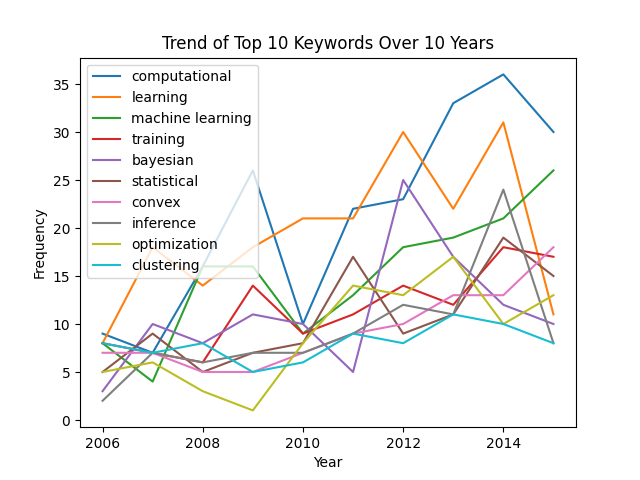 Trend of Top 10 Keywords Over 10 Years
computational
learning
machine learning
training
bayesian
statistical
convex
inference
optimization
clustering
Frequency
35
30
25
20
15
10
5
0
2006 2008 2010 2012 2014
Year